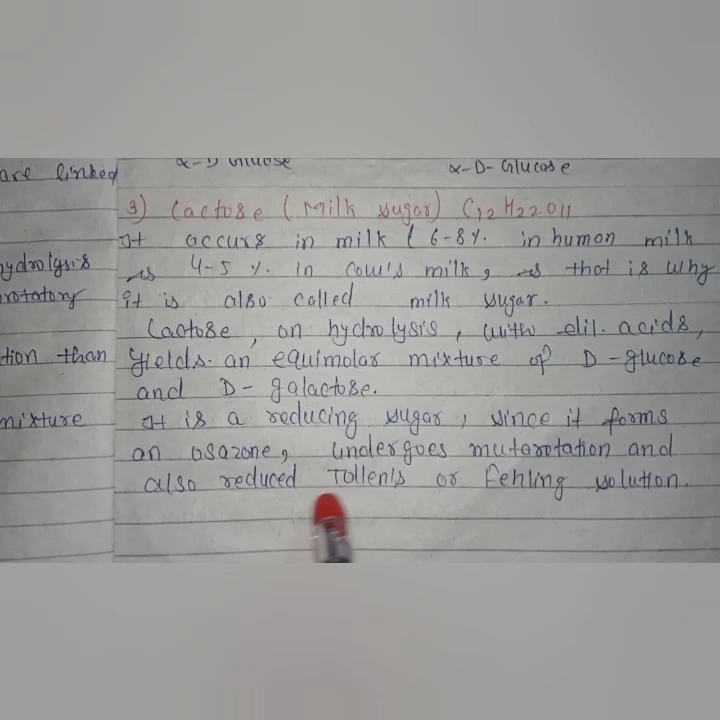 are linked
α-D Glucose
α-D-Glucose
3) Lactose (Milk sugar) C12H22O11
It occurs in milk (6-8%. in human milk
hydrolysis
4-5 %. in cow's milk, that is why
rotatory
it is also called milk sugar.
Lactose, on hydrolysis, with dil. acids,
tion than
yields. an equimolar mixture of D-glucose
and D-galactose.
mixture
It is a reducing sugar, since it forms
an osazone, undergoes mutarotation and
also reduced Tollen's or Fehling solution.